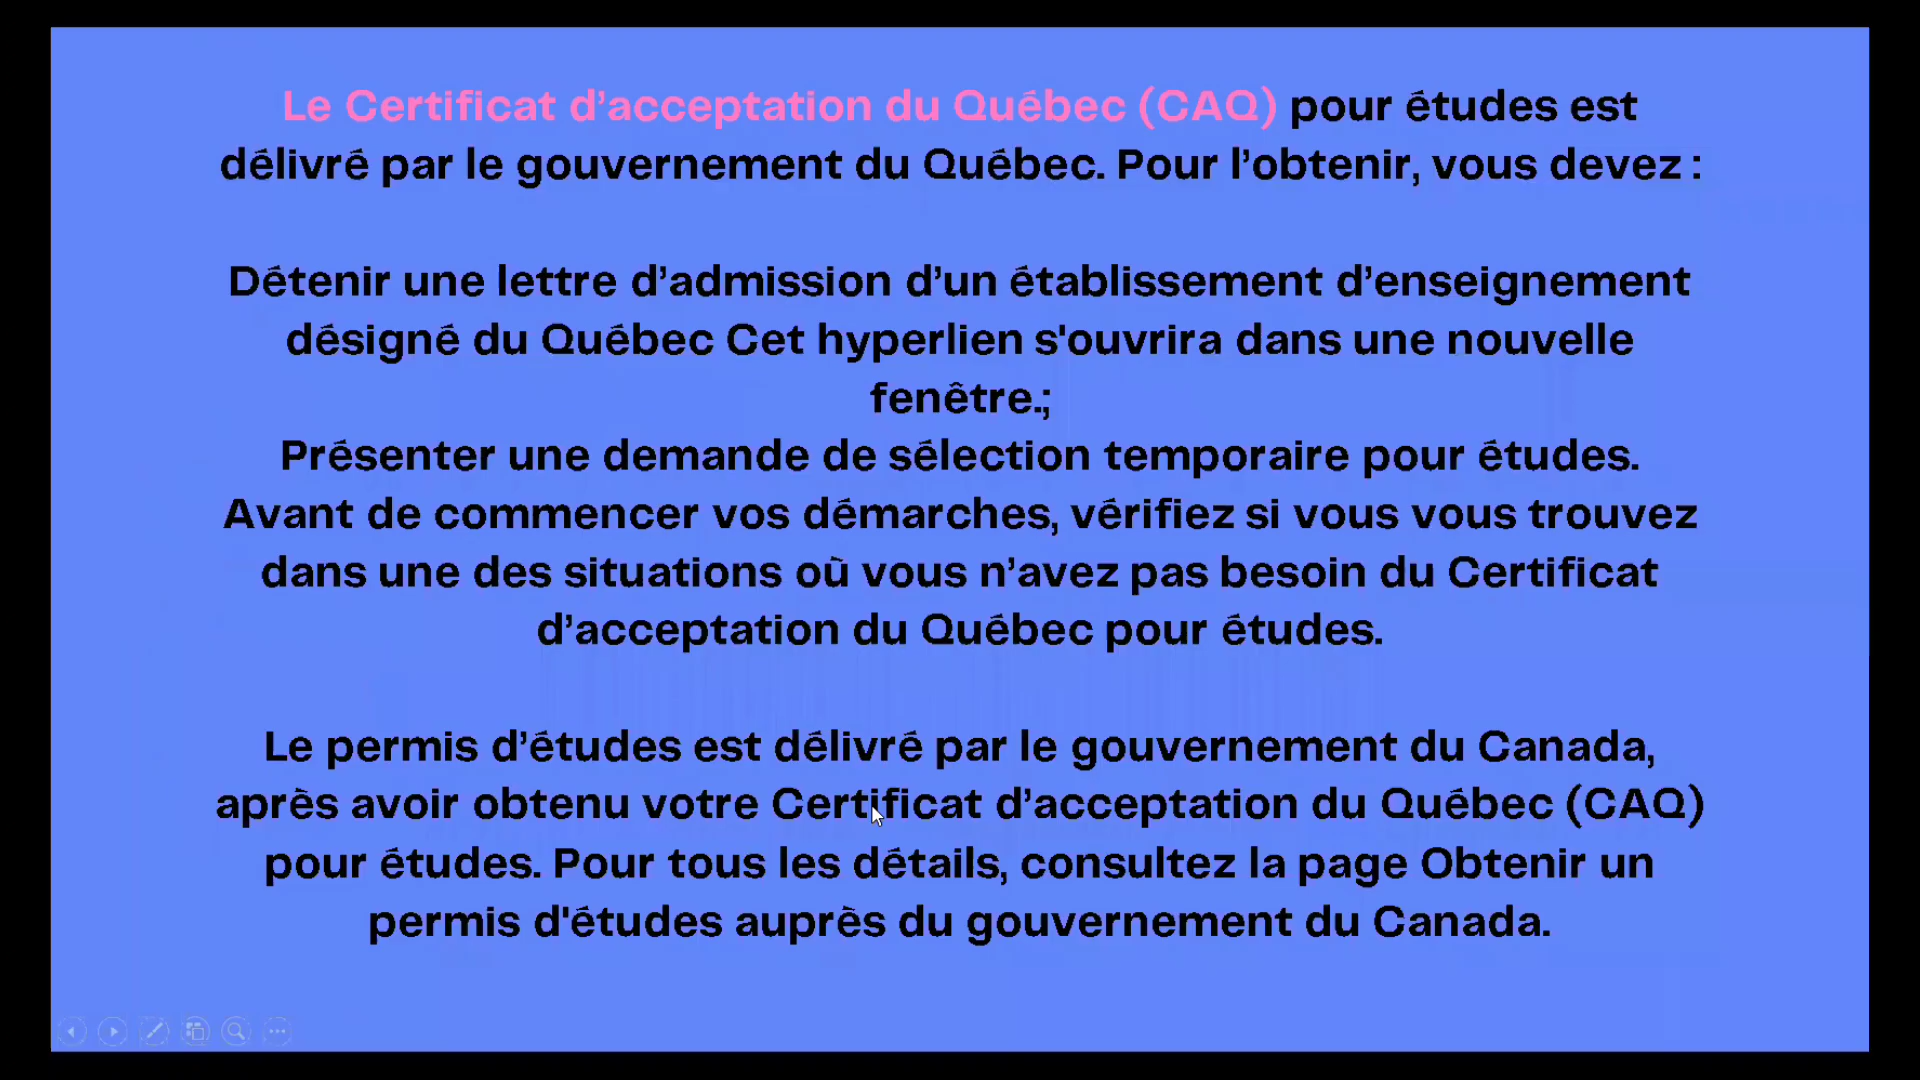 Le Certificat d’acceptation du Québec (CAQ) pour études est
délivré par le gouvernement du Québec. Pour l’obtenir, vous devez :
Détenir une lettre d’admission d’un établissement d’enseignement
désigné du Québec Cet hyperlien s'ouvrira dans une nouvelle
fenêtre.;
Présenter une demande de sélection temporaire pour études.
Avant de commencer vos démarches, vérifiez si vous vous trouvez
dans une des situations où vous n’avez pas besoin du Certificat
d’acceptation du Québec pour études.
Le permis d’études est délivré par le gouvernement du Canada,
après avoir obtenu votre Certificat d’acceptation du Québec (CAQ)
pour études. Pour tous les détails, consultez la page Obtenir un
permis d'études auprès du gouvernement du Canada.